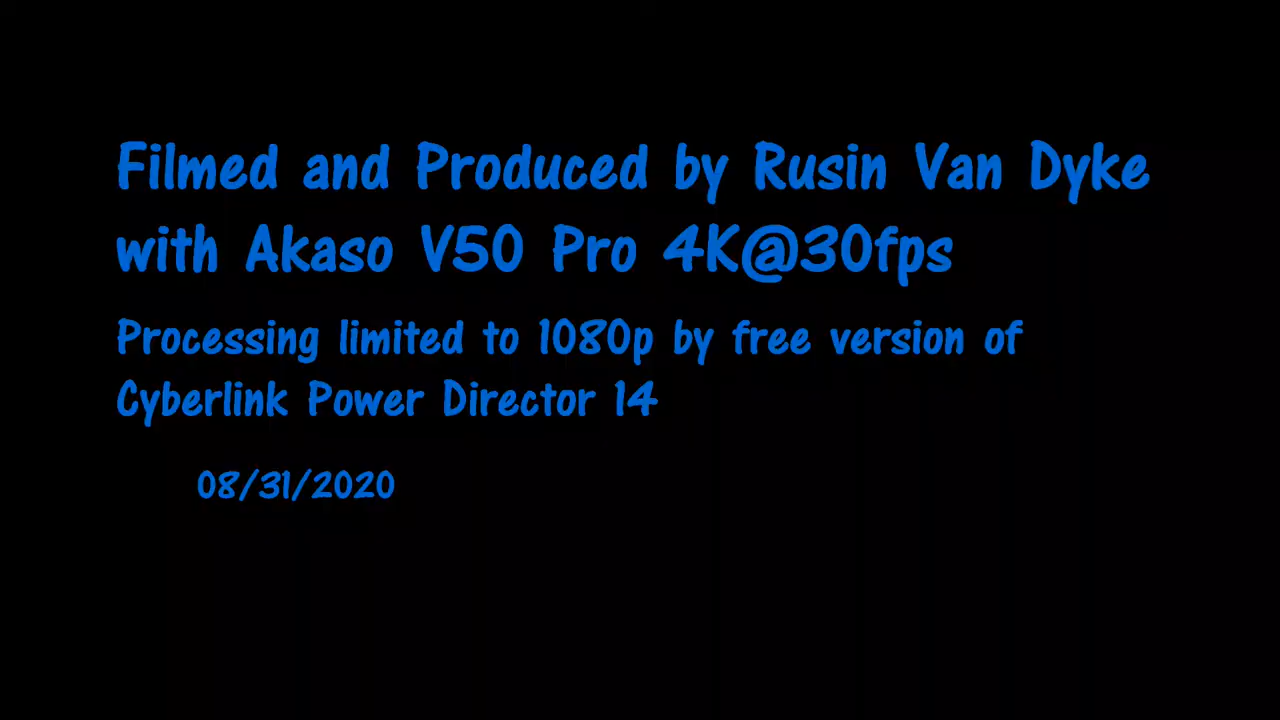 Filmed and Produced by Rusin Van Dyke
with Akaso V50 Pro 4K@30fps
Processing limited to 1080p by free version of
Cyberlink Power Director 14
08/31/2020